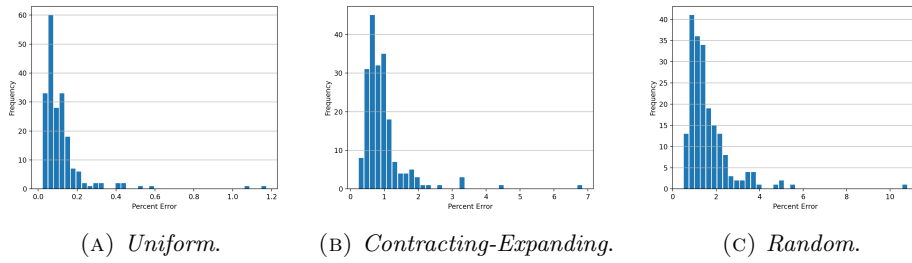 60
50
40
30
20
10
0
Frequency
0.0 0.2 0.4 0.6 0.8 1.0 1.2
Percent Error
(A) Uniform.
40
30
20
10
0
Frequency
0 1 2 3 4 5 6 7
Percent Error
(B) Contracting-Expanding.
40
35
30
25
20
15
10
5
0
Frequency
0 2 4 6 8 10
Percent Error
(C) Random.